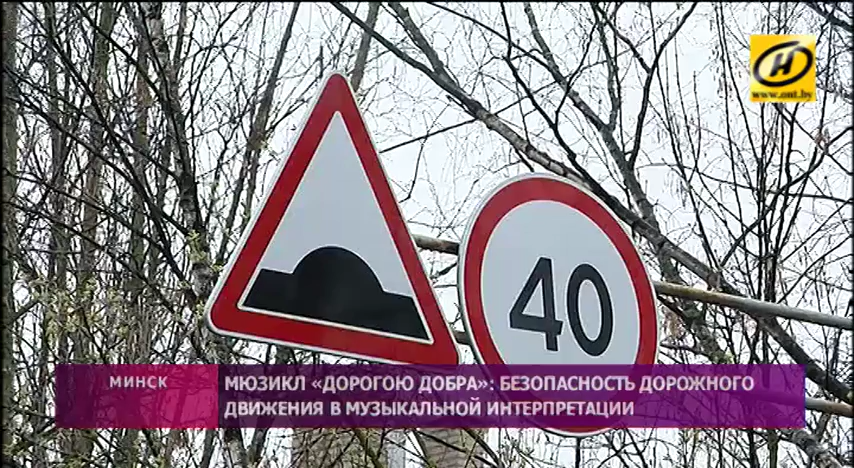 www.ont.by
40
МИНСК
МЮЗИКЛ «ДОРОГОЮ ДОБРА»: БЕЗОПАСНОСТЬ ДОРОЖНОГО
ДВИЖЕНИЯ В МУЗЫКАЛЬНОЙ ИНТЕРПРЕТАЦИИ